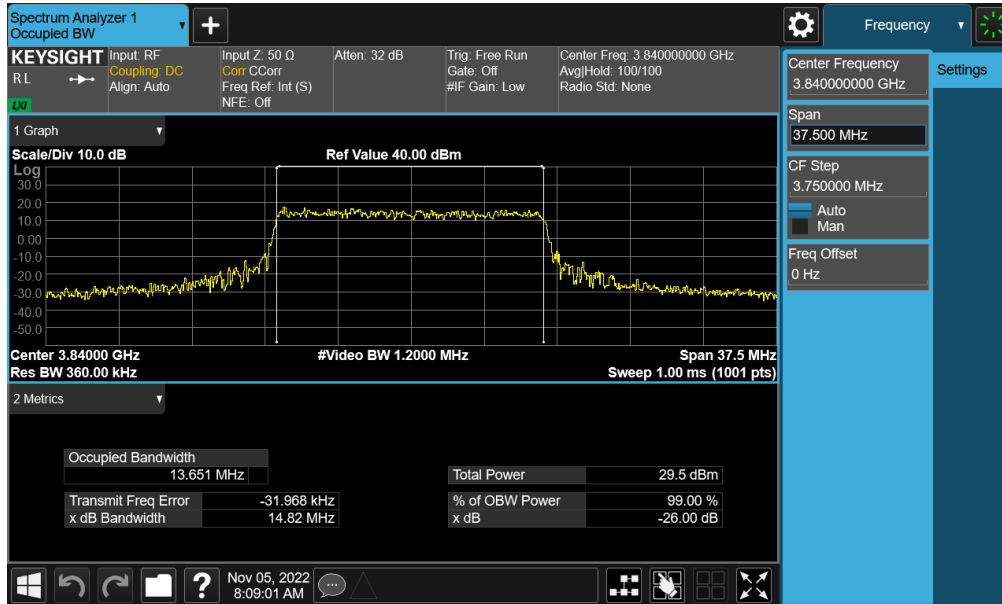 Spectrum Analyzer 1
Occupied BW
+
Frequency
KEYSIGHT
R L
LXI
Input: RF
Coupling: DC
Align: Auto
Input Z: 50 Ω
Corr CCorr
Freq Ref: Int (S)
NFE: Off
Atten: 32 dB
Trig: Free Run
Gate: Off
#IF Gain: Low
Center Freq: 3.840000000 GHz
Avg|Hold: 100/100
Radio Std: None
Center Frequency
3.840000000 GHz
Settings
Span
37.500 MHz
CF Step
3.750000 MHz
Auto
Man
Freq Offset
0 Hz
1 Graph
Scale/Div 10.0 dB
Ref Value 40.00 dBm
Log
30.0
20.0
10.0
0.00
-10.0
-20.0
-30.0
-40.0
-50.0
Center 3.84000 GHz
#Video BW 1.2000 MHz
Span 37.5 MHz
Res BW 360.00 kHz
Sweep 1.00 ms (1001 pts)
2 Metrics
Occupied Bandwidth
13.651 MHz
Total Power 29.5 dBm
Transmit Freq Error -31.968 kHz
% of OBW Power 99.00 %
x dB Bandwidth 14.82 MHz
x dB -26.00 dB
?
Nov 05, 2022
8:09:01 AM